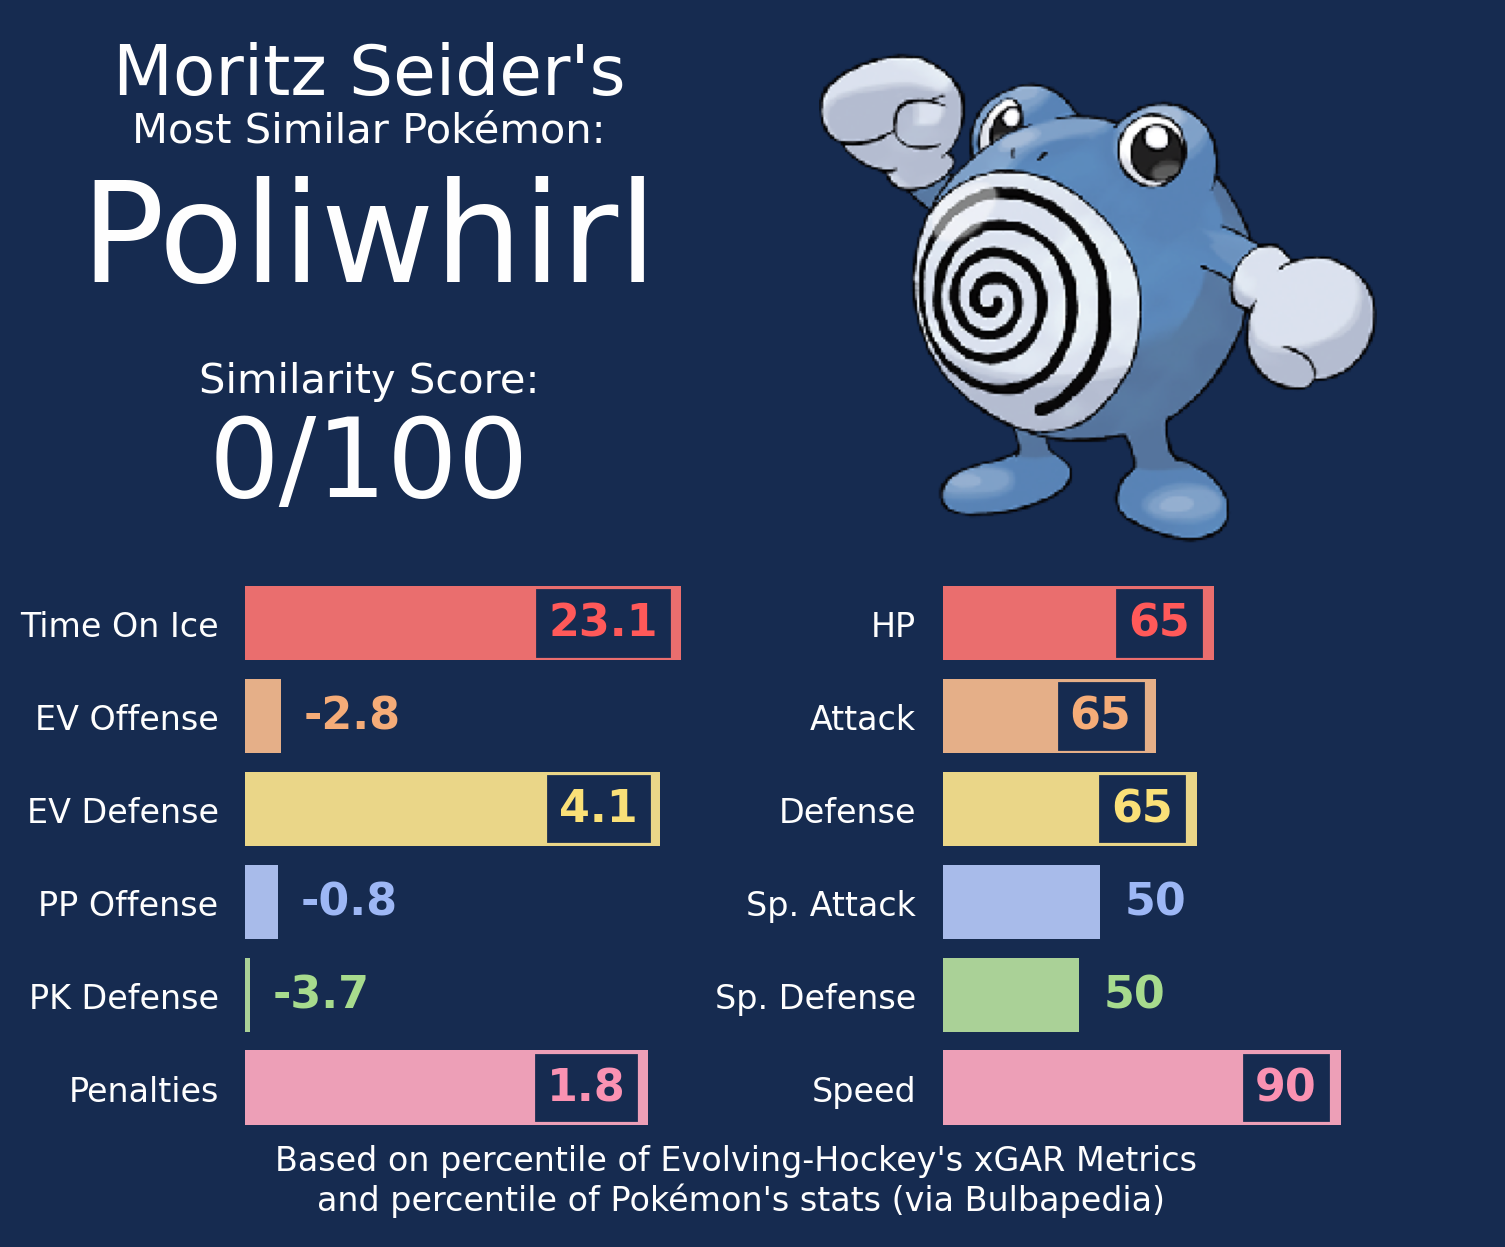 Moritz Seider's
Most Similar Pokémon:
Poliwhirl
Similarity Score:
0/100
Time On Ice 23.1
EV Offense -2.8
EV Defense 4.1
PP Offense -0.8
PK Defense -3.7
Penalties 1.8
HP 65
Attack 65
Defense 65
Sp. Attack 50
Sp. Defense 50
Speed 90
Based on percentile of Evolving-Hockey's xGAR Metrics
and percentile of Pokémon's stats (via Bulbapedia)